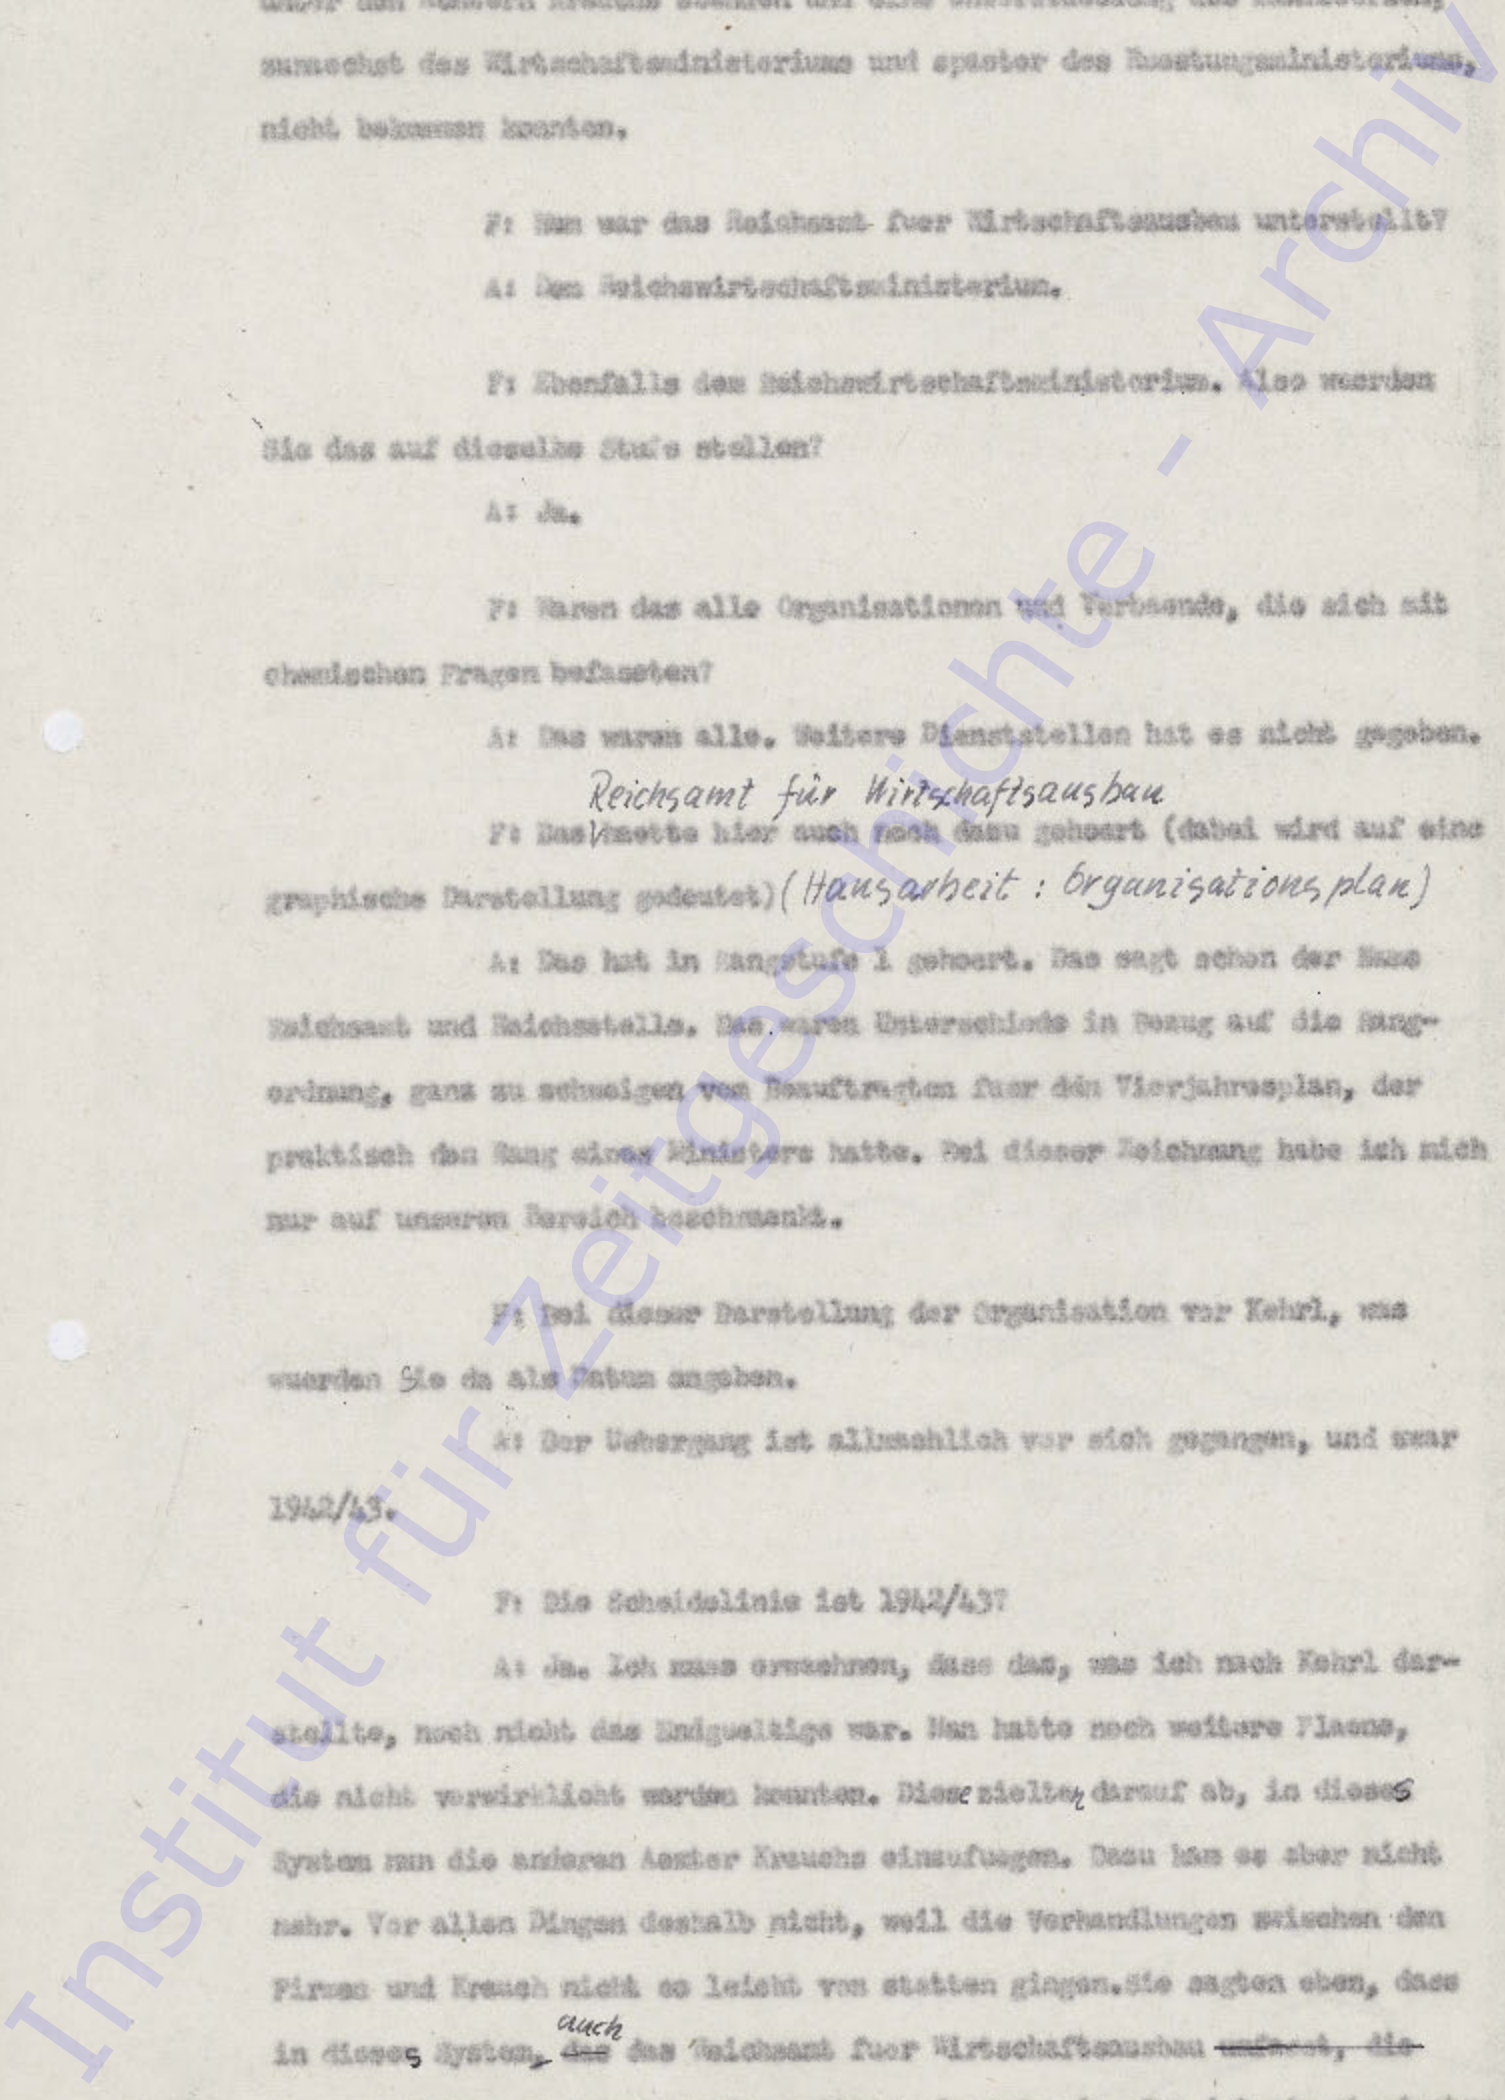 zunaechst des Wirtschaftsministeriums und spaeter des Ruestungsministeriums,
nicht bekommen konnten.
F: Wem war das Reichsamt fuer Wirtschaftsausbau unterstellt?
A: Dem Reichswirtschaftsministerium.
F: Ebenfalls dem Reichswirtschaftsministerium. Also wuerden
Sie das auf dieselbe Stufe stellen?
A: Ja.
F: Waren das alle Organisationen und Verbaende, die sich mit
chemischen Fragen befassten?
A: Das waren alle. Weitere Dienststellen hat es nicht gegeben.
Reichsamt für Wirtschaftsausbau
F: Das haette hier auch noch dazu gehoert (dabei wird auf eine
graphische Darstellung gedeutet) (Hausarbeit: Organisationsplan)
A: Das hat in Rangstufe 1 gehoert. Das sagt schon der Name
Reichsamt und Reichsstelle. Das waren Unterschiede in Bezug auf die Rang-
ordnung, ganz zu schweigen vom Beauftragten fuer den Vierjahresplan, der
praktisch den Rang eines Ministers hatte. Bei dieser Zeichnung habe ich mich
nur auf unseren Bereich beschraenkt.
F: Bei dieser Darstellung der Organisation vor Kehrl, was
wuerden Sie da als Datum angeben.
A: Der Uebergang ist allmaehlich vor sich gegangen, und zwar
1942/43.
F: Die Scheidelinie ist 1942/43?
A: Ja. Ich muss erwaehnen, dass das, was ich nach Kehrl dar-
stellte, noch nicht das Endgueltige war. Man hatte noch weitere Plaene,
die nicht verwirklicht werden konnten. Diese zielten darauf ab, in dieses
System nun die anderen Aemter Krauchs einzufuegen. Dazu kam es aber nicht
mehr. Vor allen Dingen deshalb nicht, weil die Verhandlungen zwischen den
Firmen und Krauch nicht so leicht von statten gingen. Sie sagten eben, dass
auch
in dieses System, das das Reichsamt fuer Wirtschaftsausbau umfasst, die